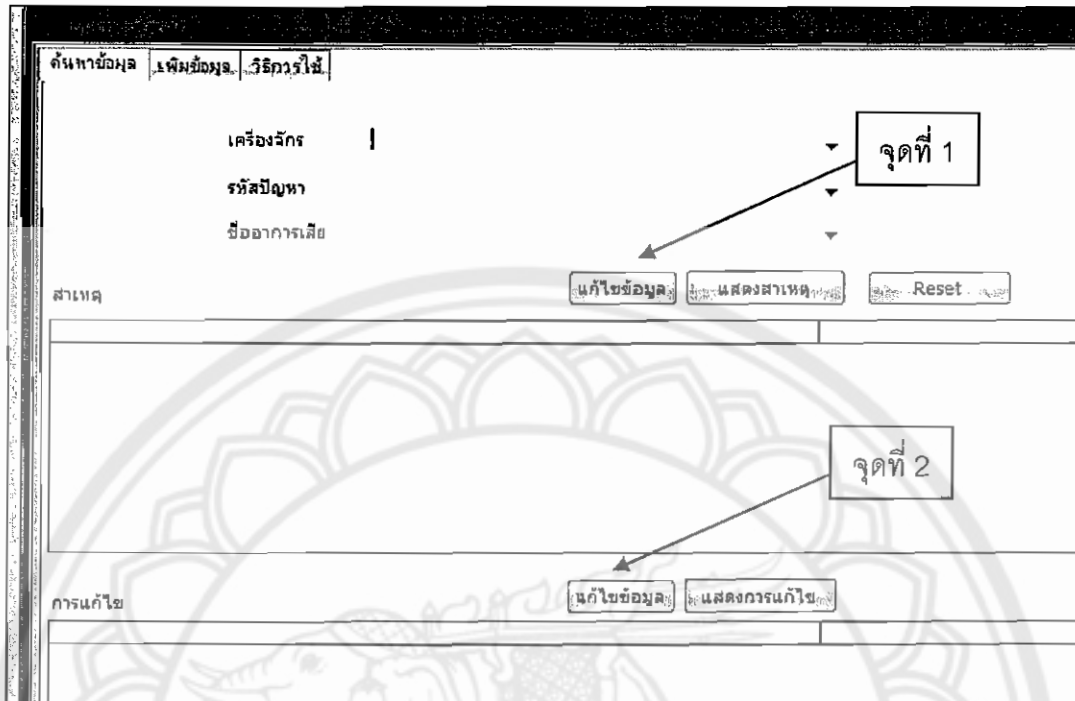 ค้นหาข้อมูล เพิ่มข้อมูล วิธีการใช้
เครื่องจักร
จุดที่ 1
รหัสปัญหา
ชื่ออาการเสีย
สาเหตุ แก้ไขข้อมูล แสดงสาเหตุ Reset
จุดที่ 2
การแก้ไข แก้ไขข้อมูล แสดงการแก้ไข